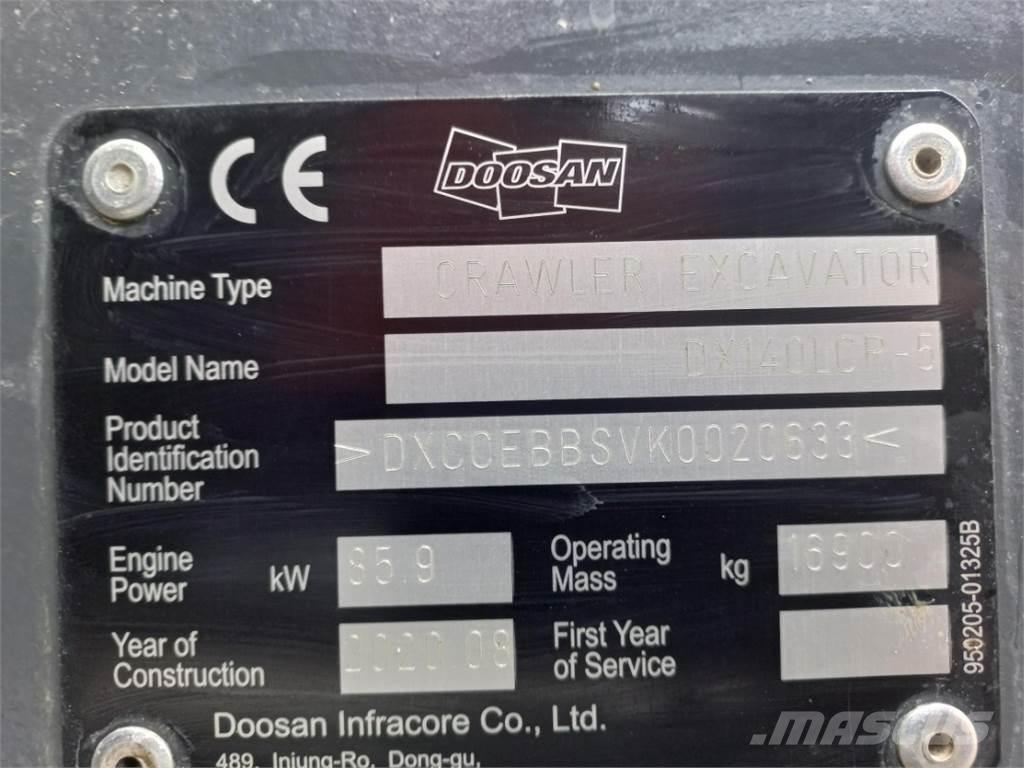 CE DOOSAN
Machine Type CRAWLER EXCAVATOR
Model Name DX140LCR-5
Product
Identification
Number >DXCCEBBSVK0020633<
Engine
Power kW 85.9
Operating
Mass kg 16900
Year of
Construction 2020 08
First Year
of Service
Doosan Infracore Co., Ltd.
489, Injung-Ro, Dong-gu,
950205-01325B
MASCUS